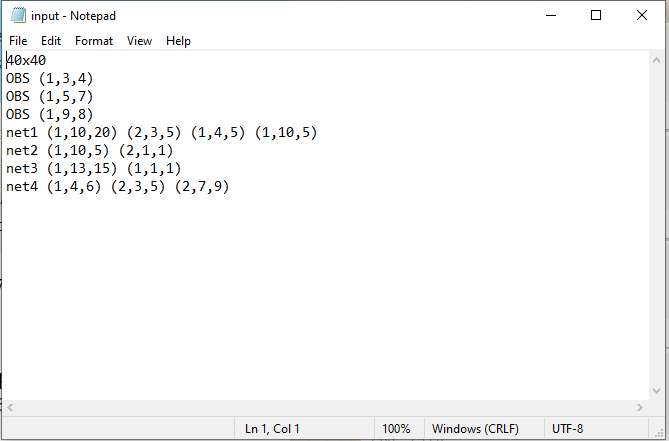 input - Notepad
File Edit Format View Help
40x40
OBS (1,3,4)
OBS (1,5,7)
OBS (1,9,8)
net1 (1,10,20) (2,3,5) (1,4,5) (1,10,5)
net2 (1,10,5) (2,1,1)
net3 (1,13,15) (1,1,1)
net4 (1,4,6) (2,3,5) (2,7,9)
Ln 1, Col 1 100% Windows (CRLF) UTF-8